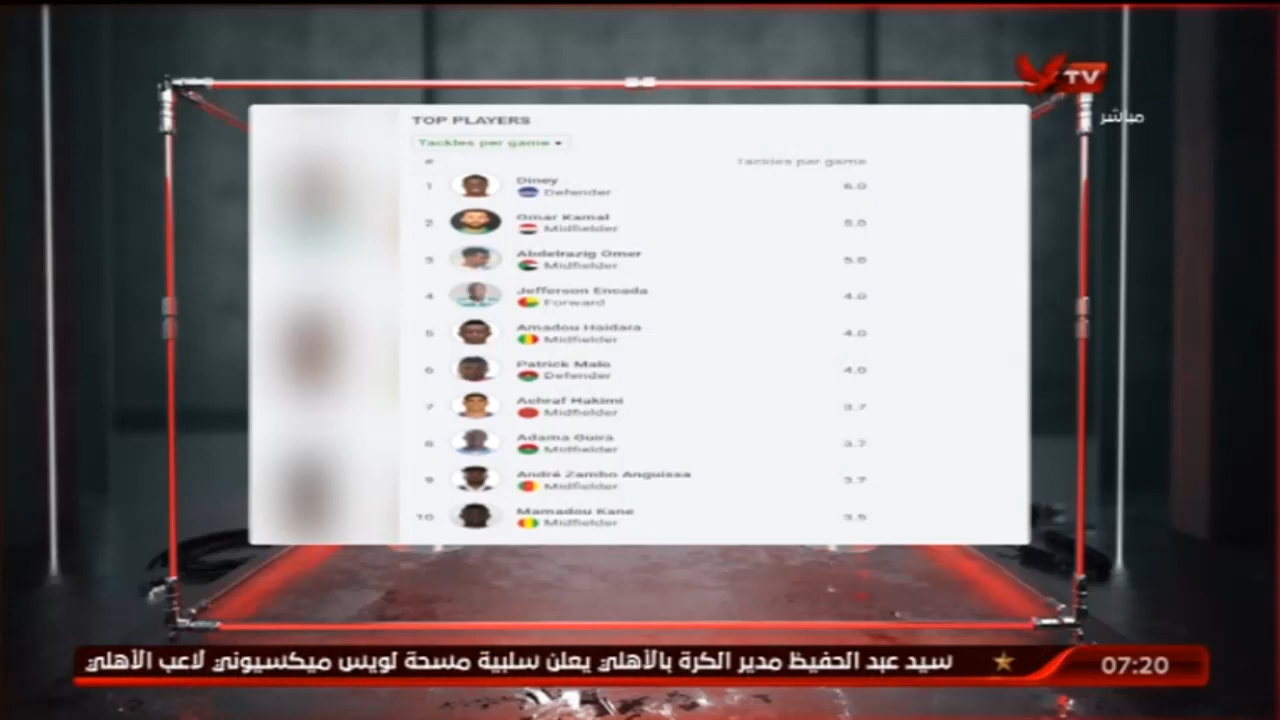 TV
مباشر
TOP PLAYERS
Tackles per game
# Tackles per game
1 Diney 6.0
Defender
2 Omar Kamal 5.0
Midfielder
3 Abdelrazig Omer 5.0
Midfielder
4 Jefferson Encada 4.0
Forward
5 Amadou Haidara 4.0
Midfielder
6 Patrick Malo 4.0
Defender
7 Achraf Hakimi 3.7
Midfielder
8 Adama Guira 3.7
Midfielder
9 André Zambo Anguissa 3.7
Midfielder
10 Mamadou Kane 3.5
Midfielder
سيد عبد الحفيظ مدير الكرة بالأهلي يعلن سلبية مسحة لويس ميكسيوني لاعب الأهلي
07:20